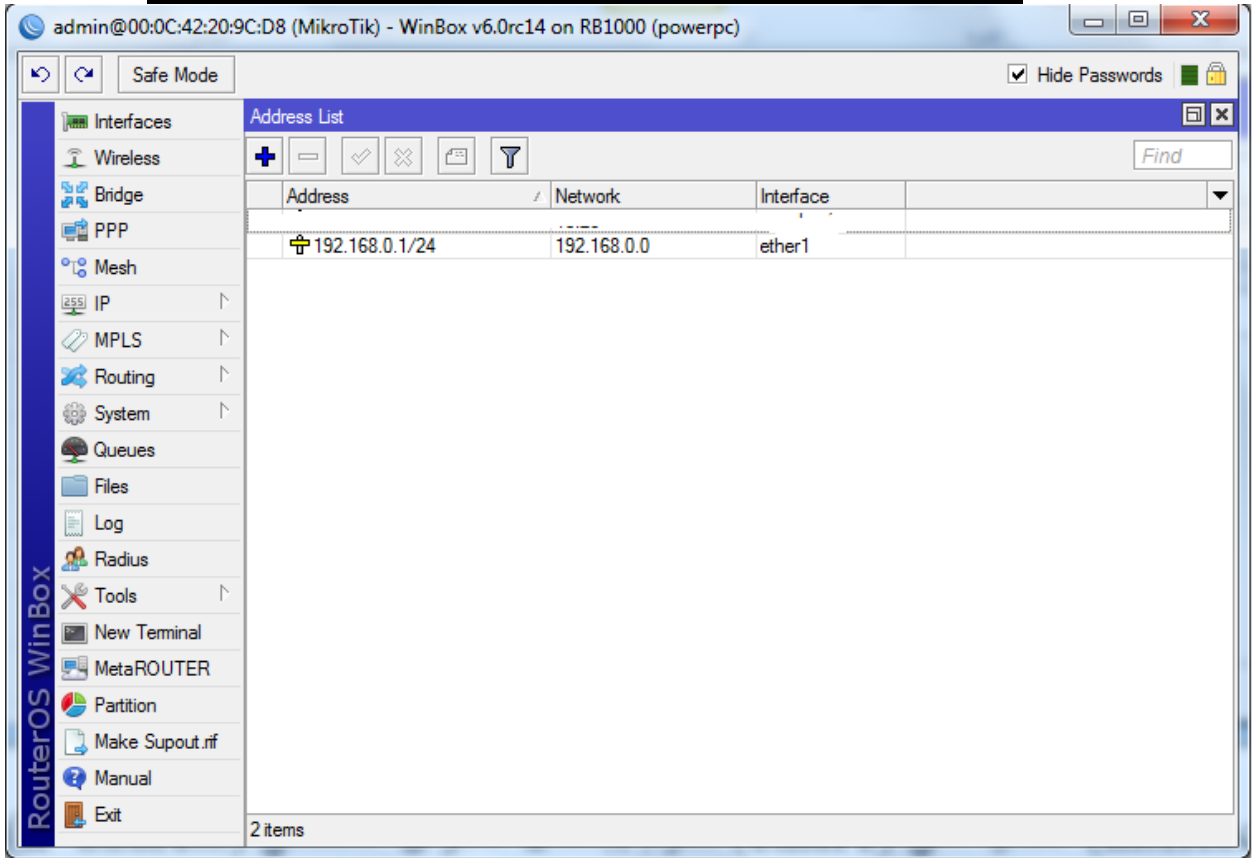 admin@00:0C:42:20:9C:D8 (MikroTik) - WinBox v6.0rc14 on RB1000 (powerpc)
Safe Mode
Hide Passwords
Interfaces
Wireless
Bridge
PPP
Mesh
255 IP
MPLS
Routing
System
Queues
Files
Log
Radius
Tools
New Terminal
MetaROUTER
Partition
Make Supout.rif
Manual
Exit
RouterOS WinBox
Address List
Find
Address Network Interface
192.168.0.1/24 192.168.0.0 ether1
2 items